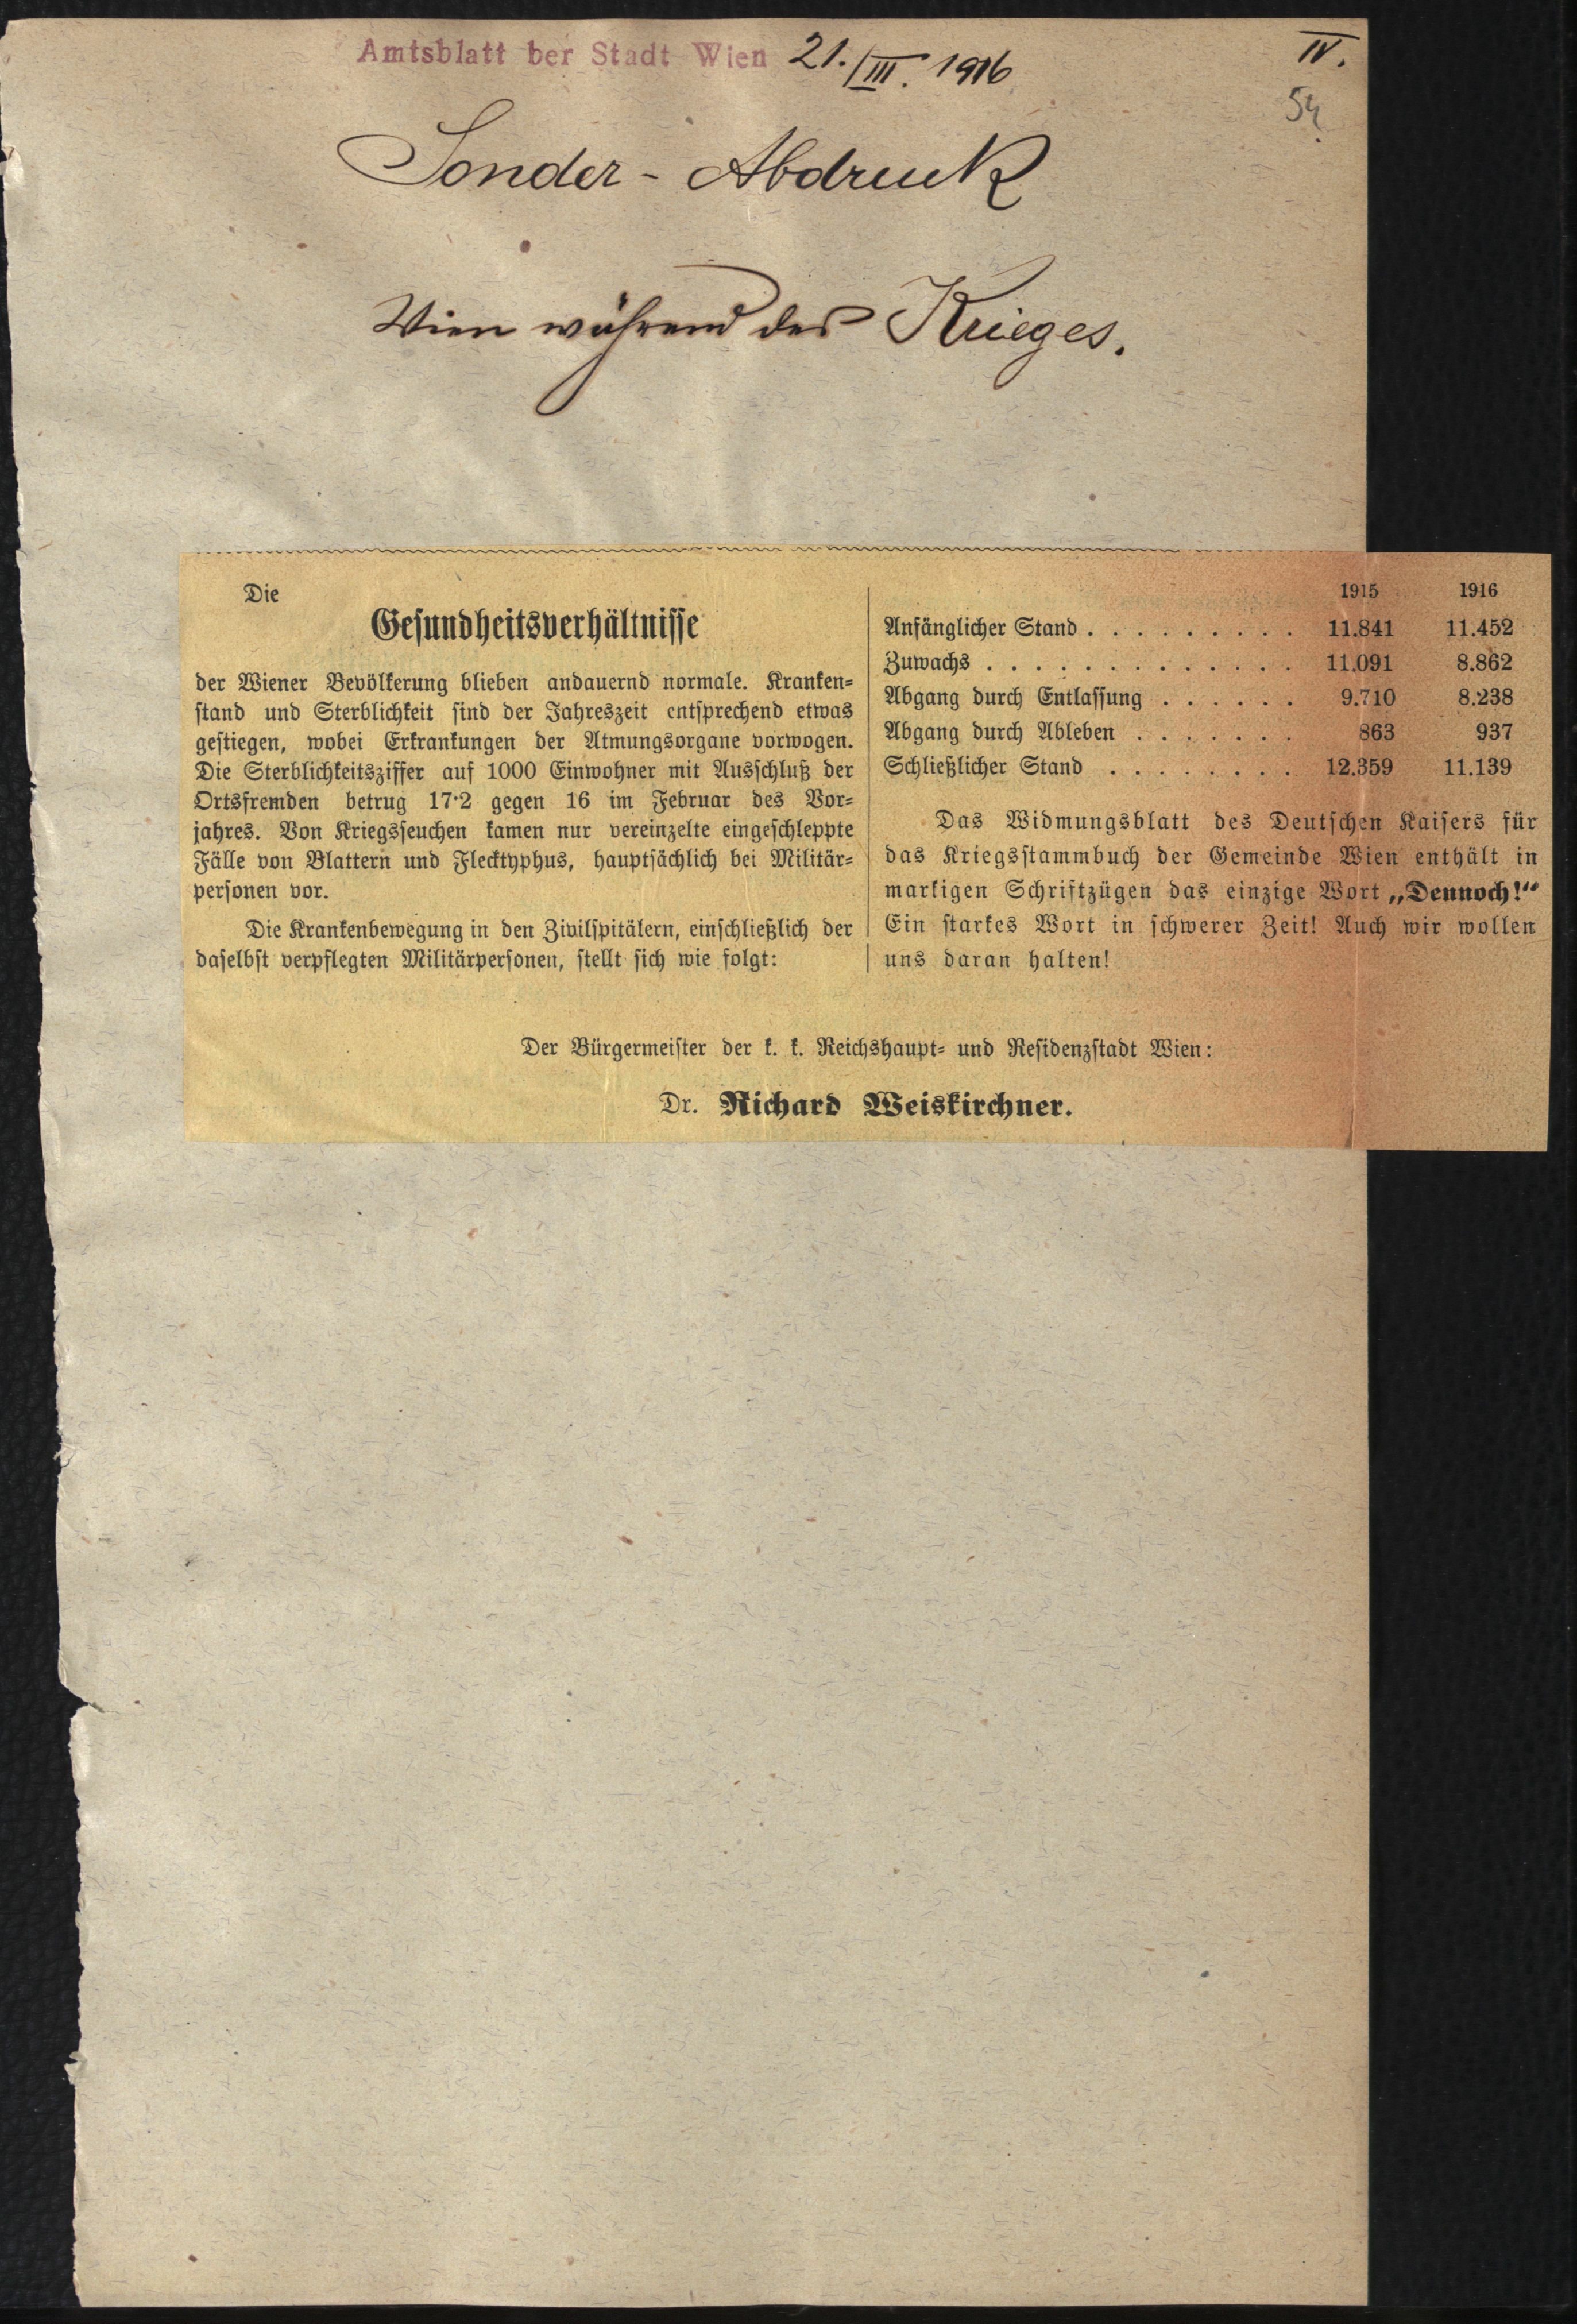 Amtsblatt der Stadt Wien 21./III. 1916
IV.
54
Sonder-Abdruck
Wien während des Krieges.
Die
Gesundheitsverhältnisse
der Wiener Bevölkerung blieben andauernd normale. Kranken-
stand und Sterblichkeit sind der Jahreszeit entsprechend etwas
gestiegen, wobei Erkrankungen der Atmungsorgane vorwogen.
Die Sterblichkeitsziffer auf 1000 Einwohner mit Ausschluß der
Ortsfremden betrug 17·2 gegen 16 im Februar des Vor-
jahres. Von Kriegsseuchen kamen nur vereinzelte eingeschleppte
Fälle von Blattern und Flecktyphus, hauptsächlich bei Militär-
personen vor.
Die Krankenbewegung in den Zivilspitälern, einschließlich der
daselbst verpflegten Militärpersonen, stellt sich wie folgt:
1915 1916
Anfänglicher Stand . . . . . . . . . 11.841 11.452
Zuwachs . . . . . . . . . . . . . 11.091 8.862
Abgang durch Entlassung . . . . . . 9.710 8.238
Abgang durch Ableben . . . . . . . 863 937
Schließlicher Stand . . . . . . . . 12.359 11.139
Das Widmungsblatt des Deutschen Kaisers für
das Kriegsstammbuch der Gemeinde Wien enthält in
markigen Schriftzügen das einzige Wort „Dennoch!“
Ein starkes Wort in schwerer Zeit! Auch wir wollen
uns daran halten!
Der Bürgermeister der k. k. Reichshaupt- und Residenzstadt Wien:
Dr. Richard Weiskirchner.